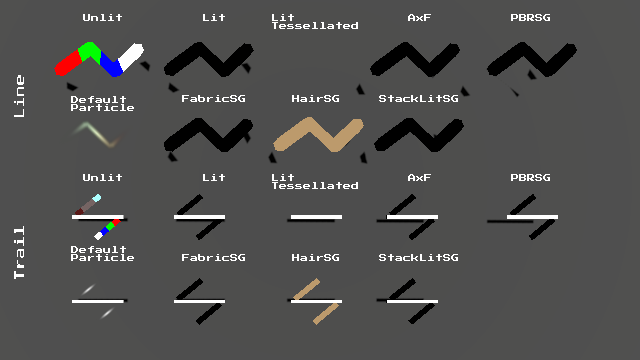 Unlit
Lit
Lit
Tessellated
AxF
PBRSG
Line
Default
Particle
FabricSG
HairSG
StackLitSG
Unlit
Lit
Lit
Tessellated
AxF
PBRSG
Trail
Default
Particle
FabricSG
HairSG
StackLitSG